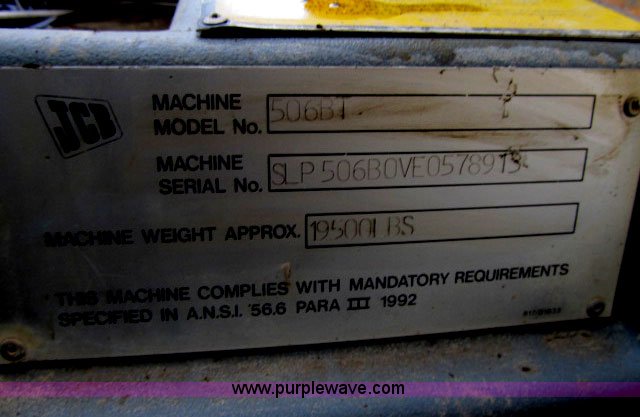 JCB
MACHINE
MODEL No. 506BT
MACHINE
SERIAL No. SLP506B0VE0578913
MACHINE WEIGHT APPROX. 19500LBS
THIS MACHINE COMPLIES WITH MANDATORY REQUIREMENTS
SPECIFIED IN A.N.S.I. '56.6 PARA III 1992
www.purplewave.com